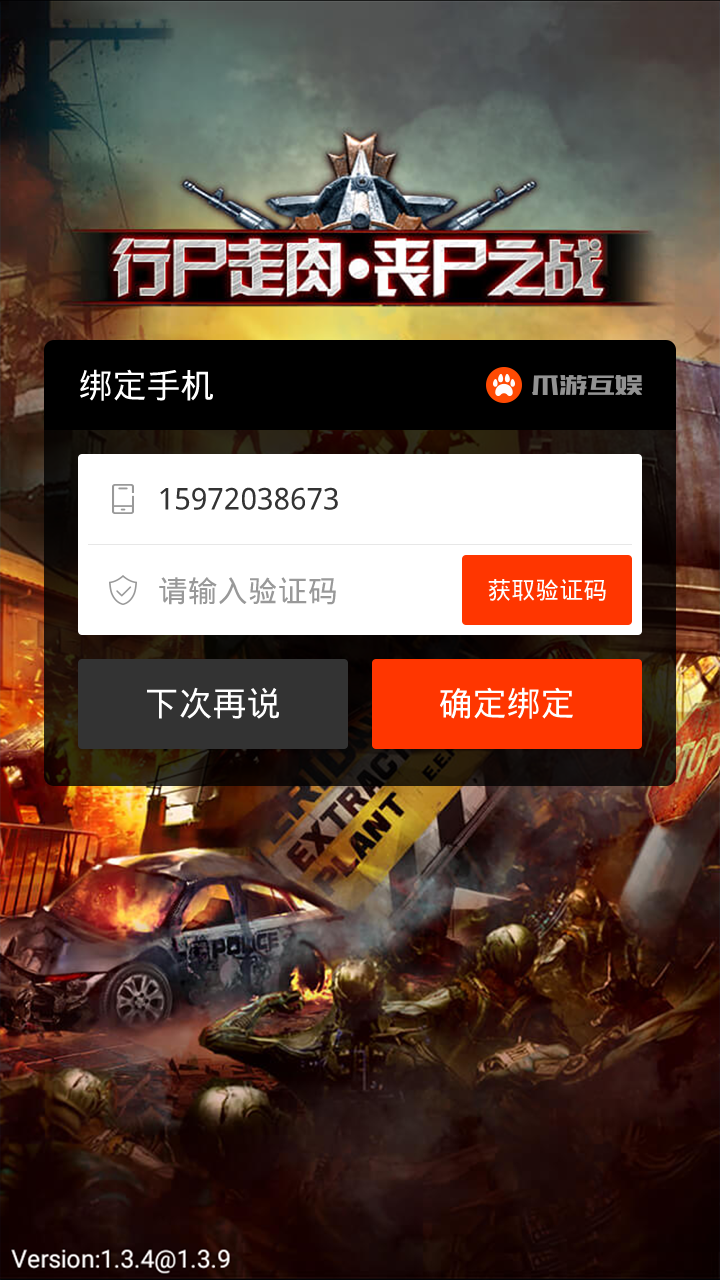 行尸走肉·丧尸之战
绑定手机
爪游互娱
15972038673
请输入验证码
获取验证码
下次再说
确定绑定
STOP
EXTRACT
E.E.
PLANT
POLICE
Version:1.3.4@1.3.9